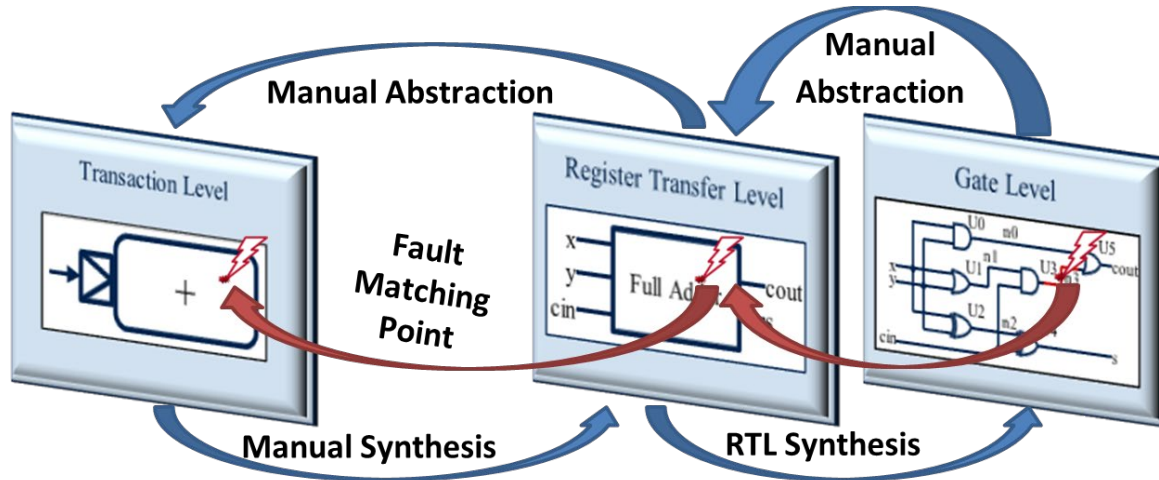 Manual
Abstraction
Manual Abstraction
Transaction Level
+
Fault
Matching
Point
Register Transfer Level
x
y
cin
Full
cout
s
Gate Level
U0
n0
U5
n1
U1
U3
cout
x
y
n3
U2
n2
cin
s
Manual Synthesis
RTL Synthesis